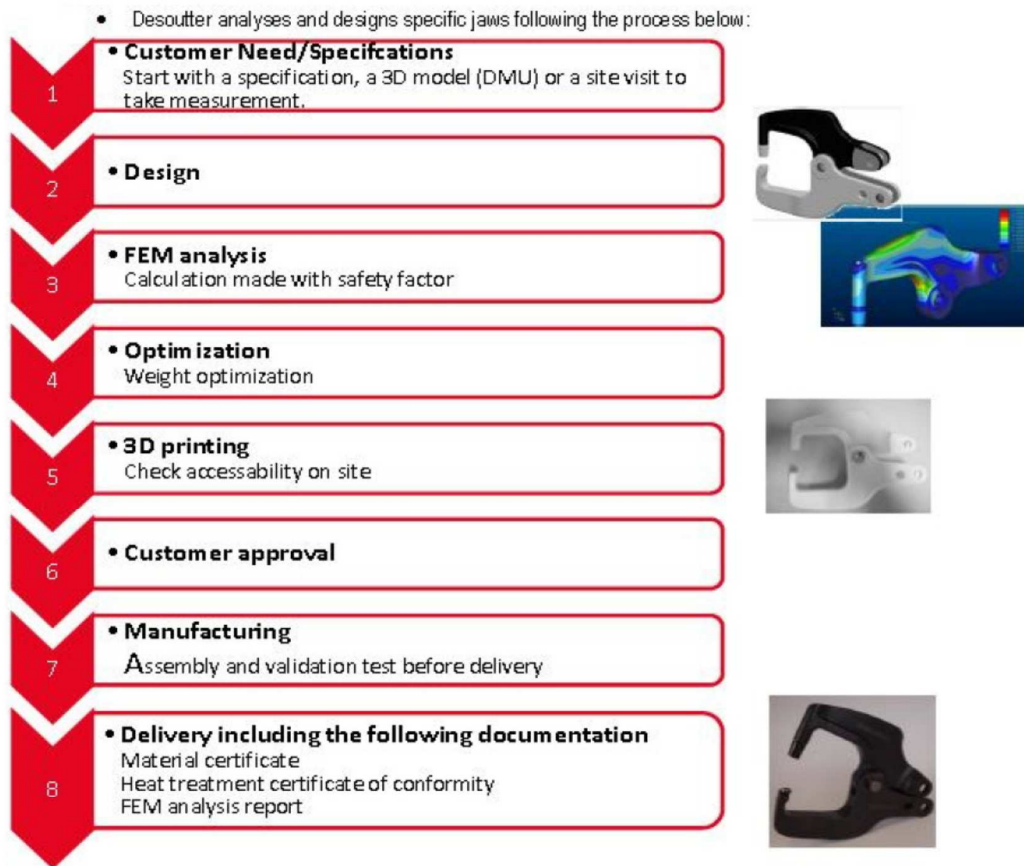 • Desoutter analyses and designs specific jaws following the process below:
1
• Customer Need/Specifcations
Start with a specification, a 3D model (DMU) or a site visit to
take measurement.
2
• Design
3
• FEM analysis
Calculation made with safety factor
4
• Optimization
Weight optimization
5
• 3D printing
Check accessability on site
6
• Customer approval
7
• Manufacturing
Assembly and validation test before delivery
8
• Delivery including the following documentation
Material certificate
Heat treatment certificate of conformity
FEM analysis report